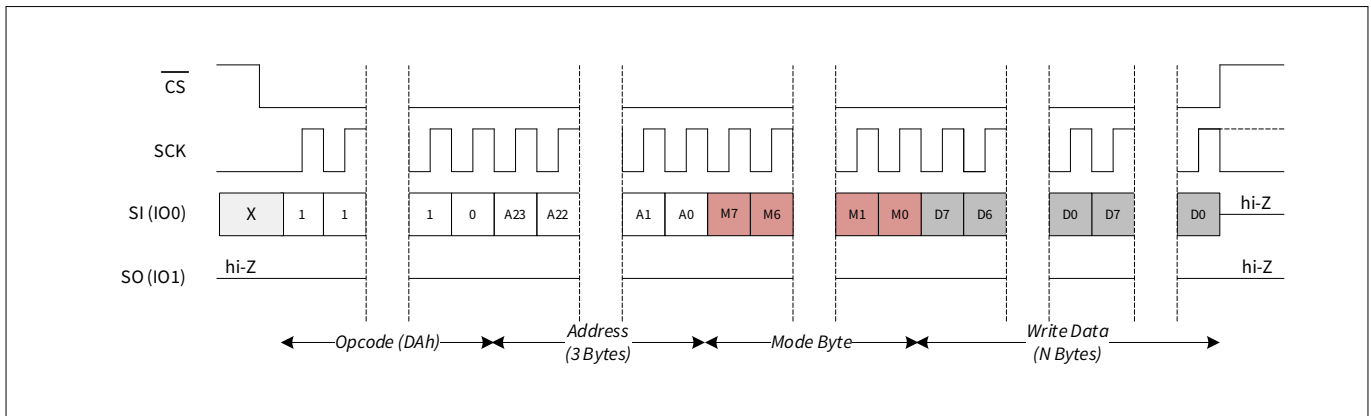 CS
SCK
SI (IO0) X 1 1 1 0 A23 A22 A1 A0 M7 M6 M1 M0 D7 D6 D0 D7 D0 hi-Z
hi-Z hi-Z
SO (IO1)
Opcode (DAh) Address (3 Bytes) Mode Byte Write Data (N Bytes)